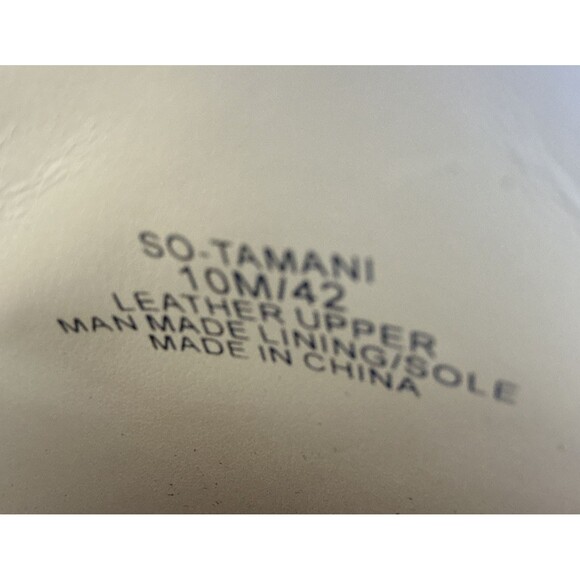 SO-TAMANI
10M/42
LEATHER UPPER
MAN MADE LINING/SOLE
MADE IN CHINA